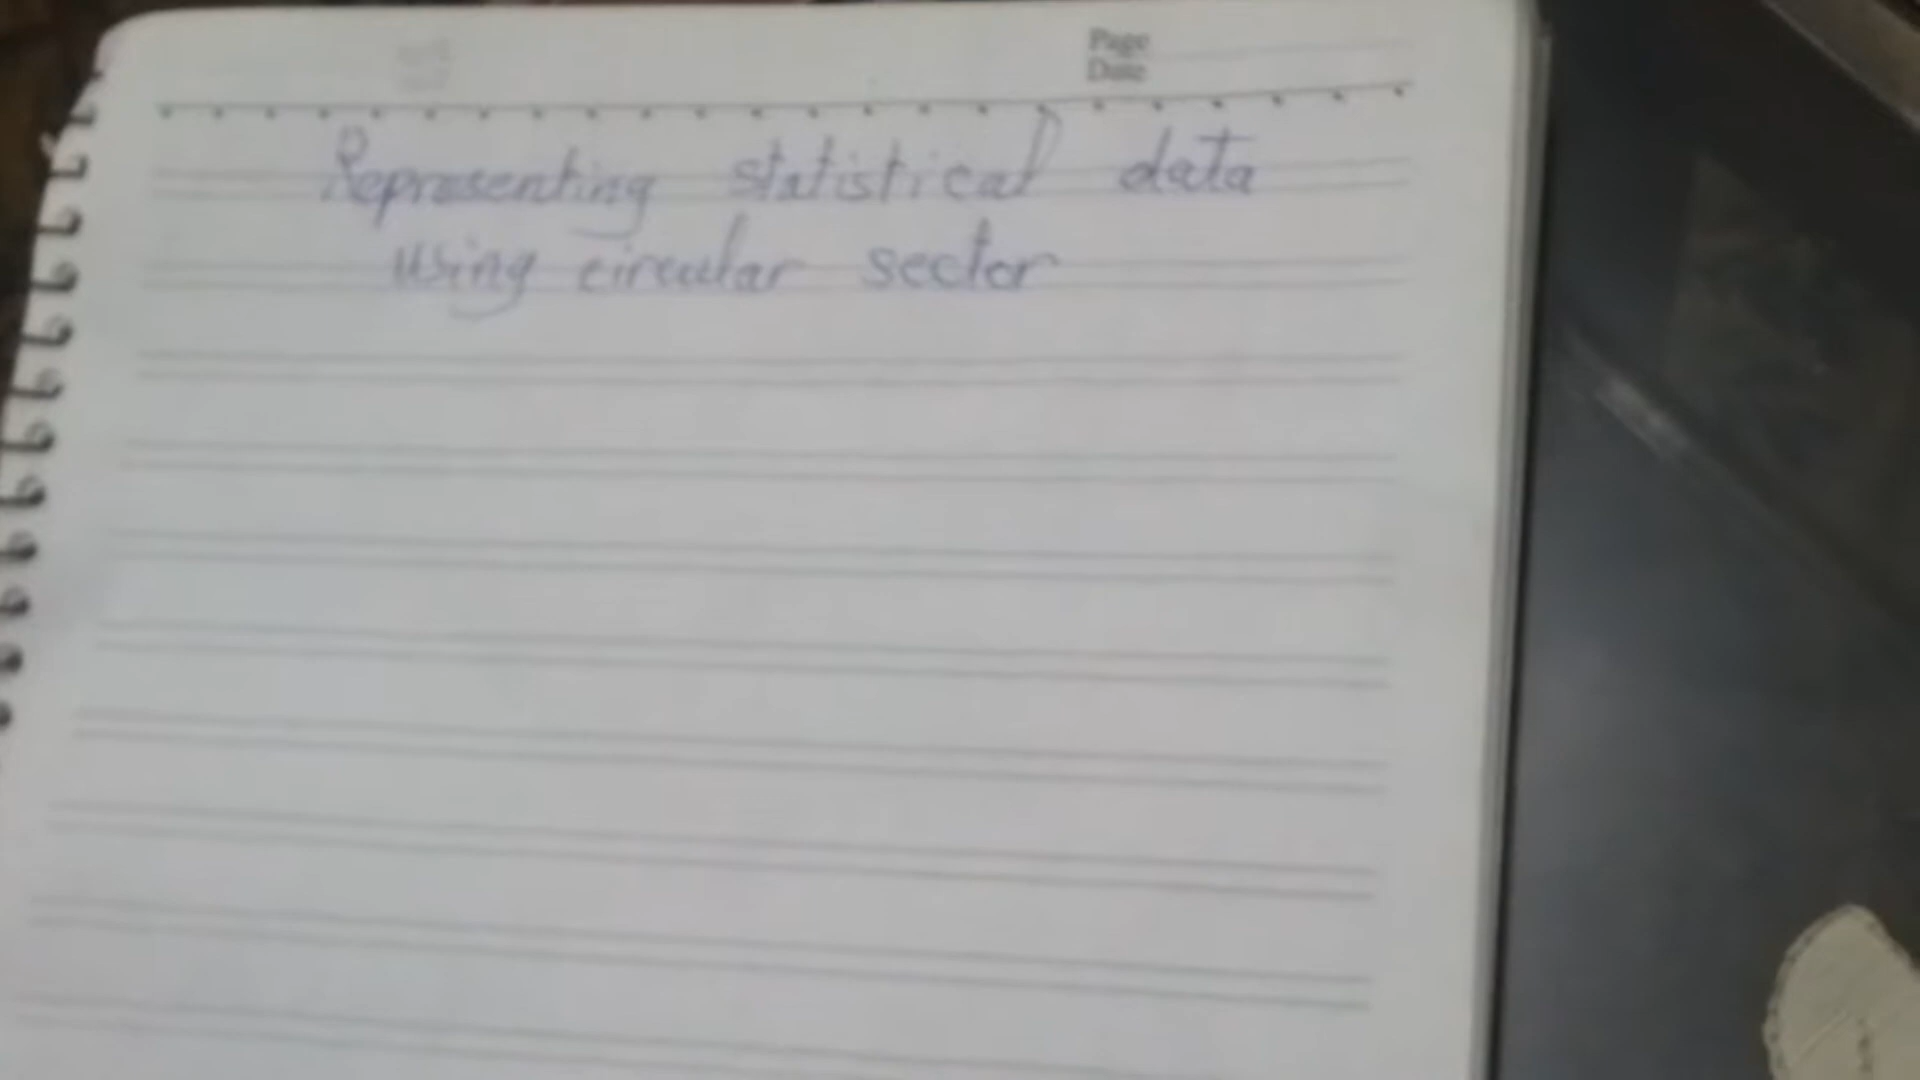 Page
Date
Representing statistical data
using circular sector